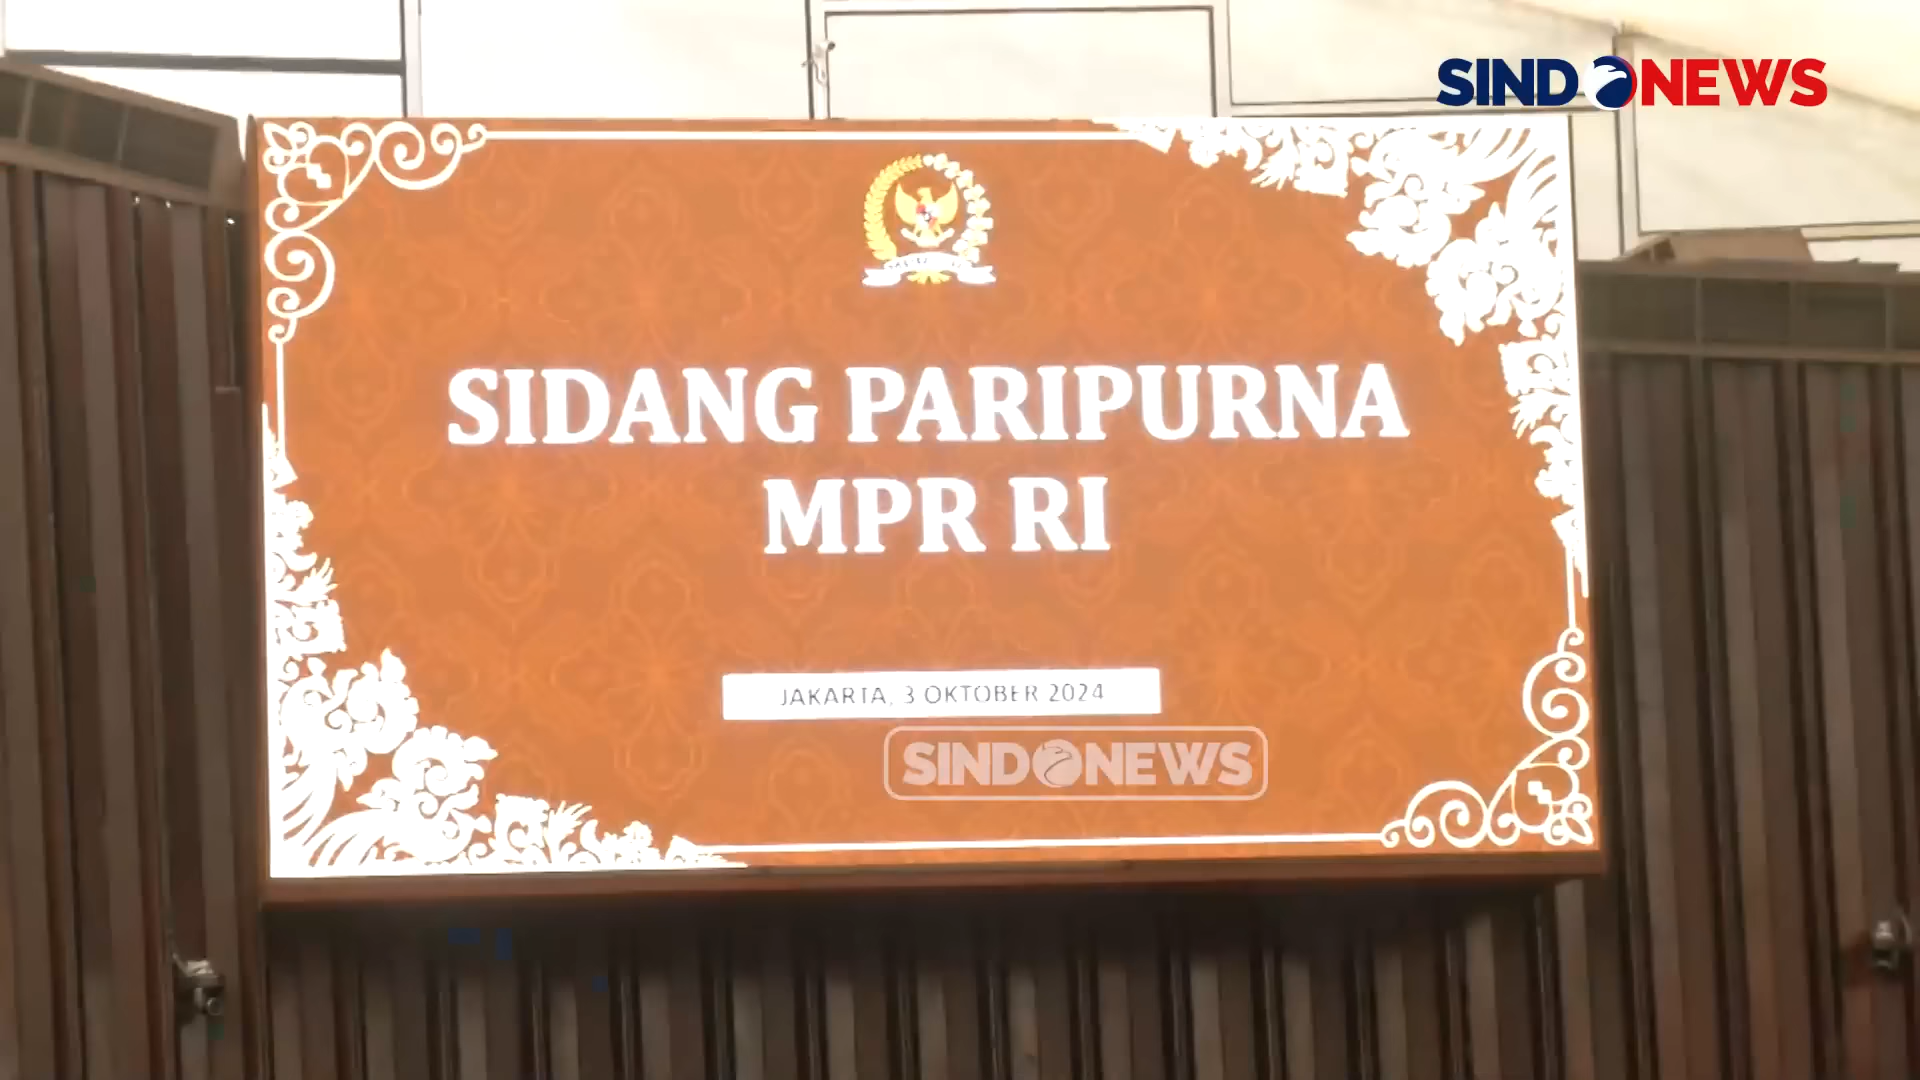 SINDONEWS
SIDANG PARIPURNA
MPR RI
JAKARTA, 3 OKTOBER 2024
SINDONEWS